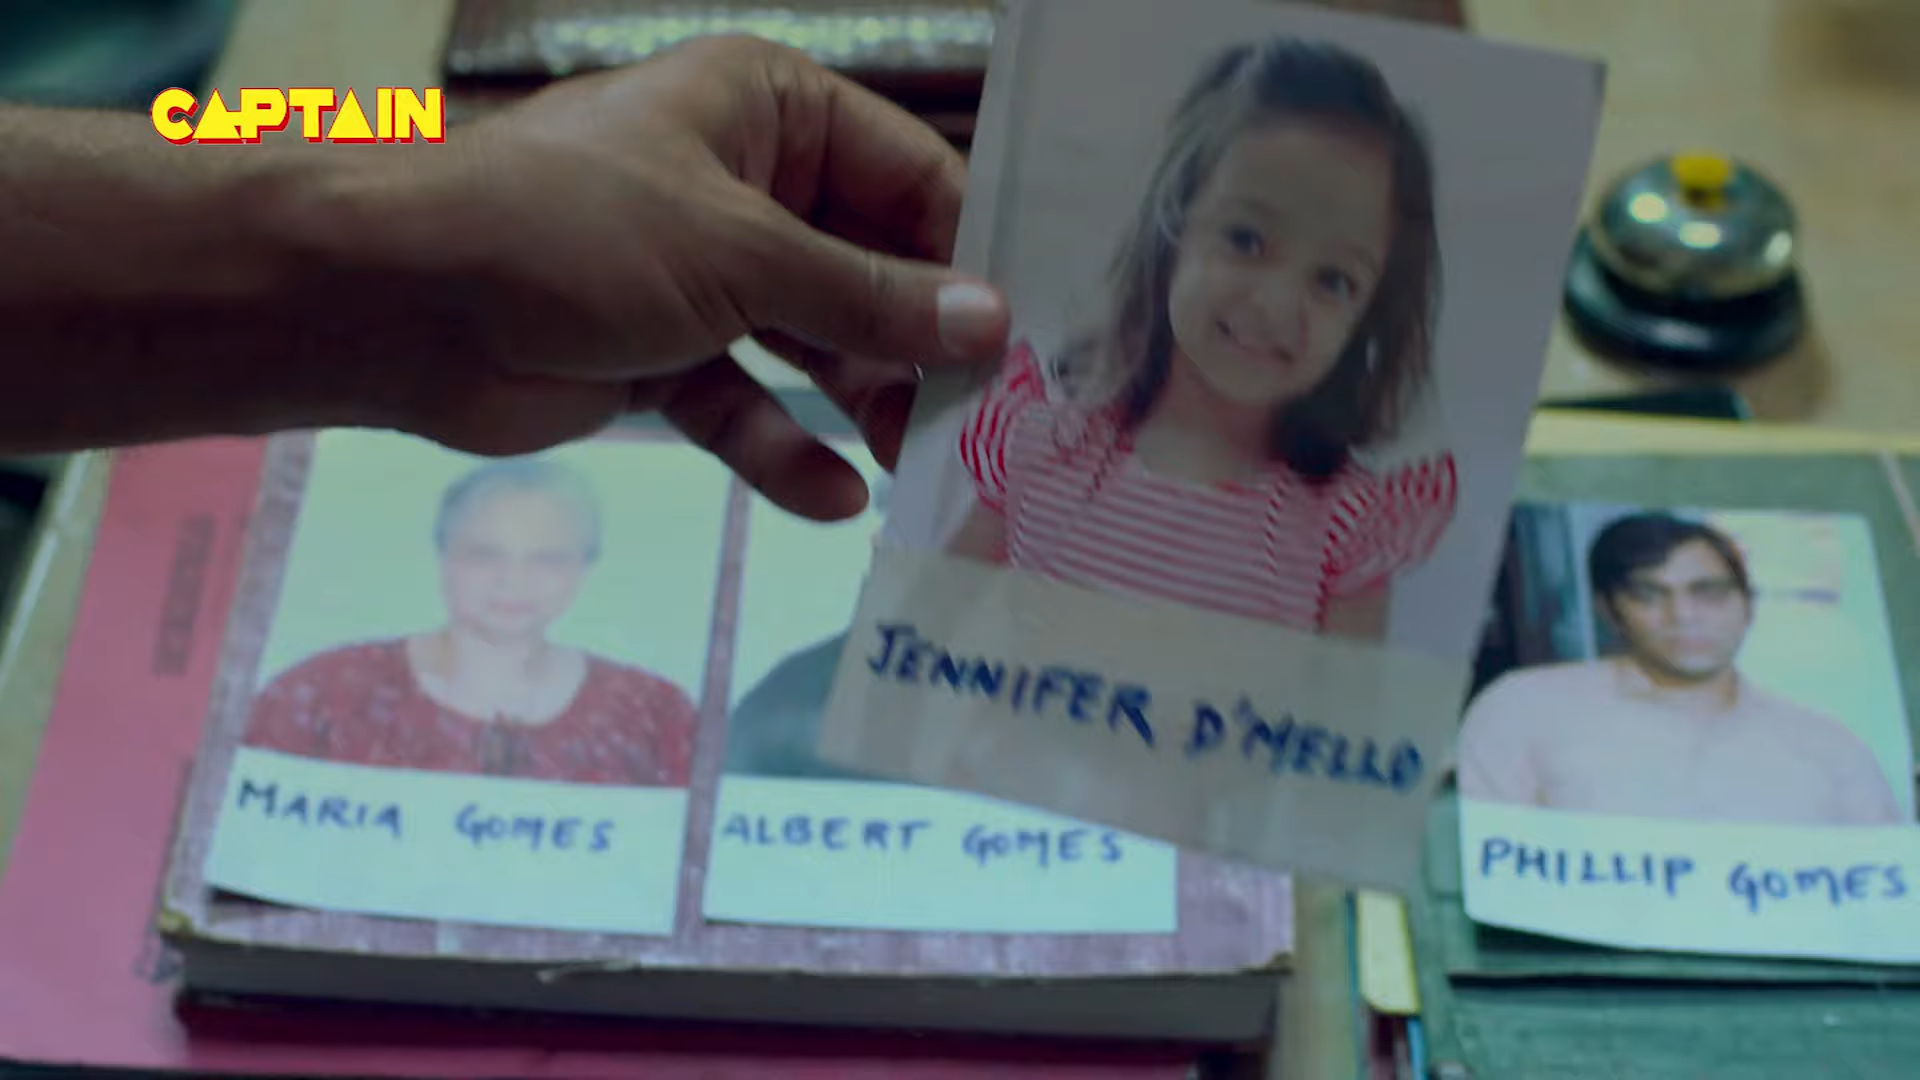 CAPTAIN
JENNIFER D'MELLO
MARIA GOMES
ALBERT GOMES
PHILLIP GOMES